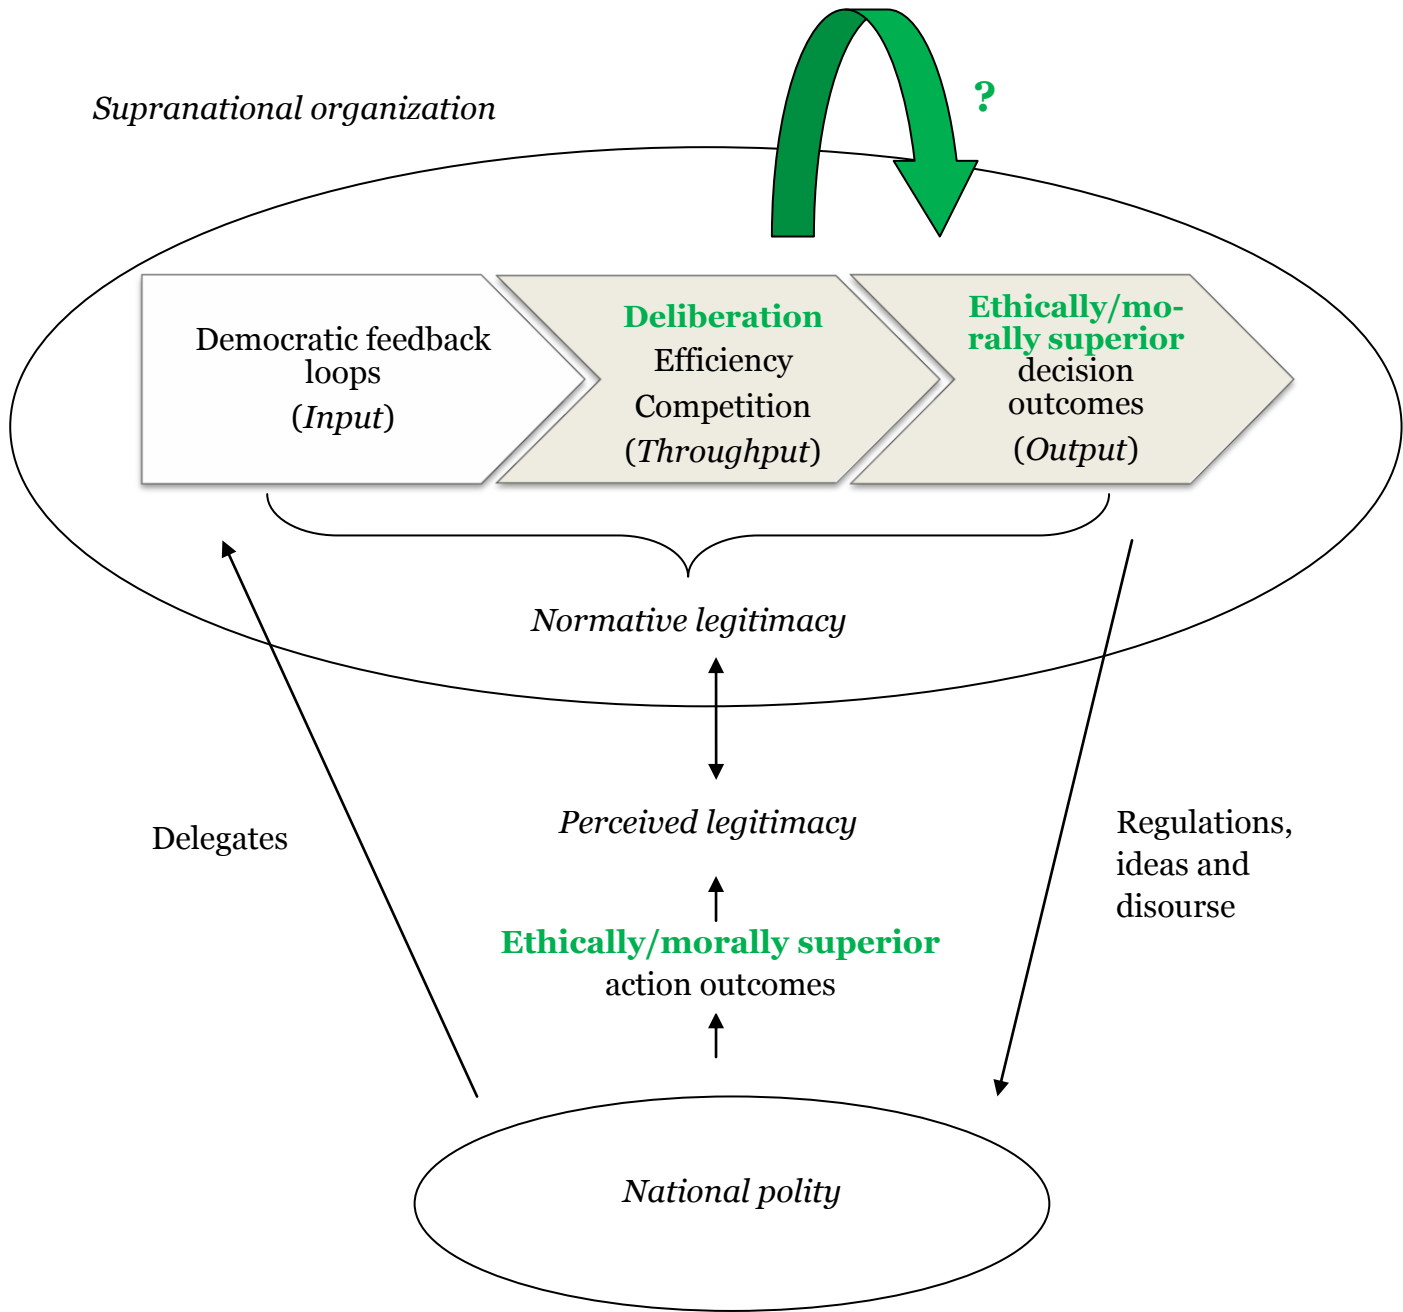 Supranational organization
?
Democratic feedback
loops
(Input)
Deliberation
Efficiency
Competition
(Throughput)
Ethically/mo-
rally superior
decision
outcomes
(Output)
Normative legitimacy
Perceived legitimacy
Delegates
Regulations,
ideas and
disourse
Ethically/morally superior
action outcomes
National polity